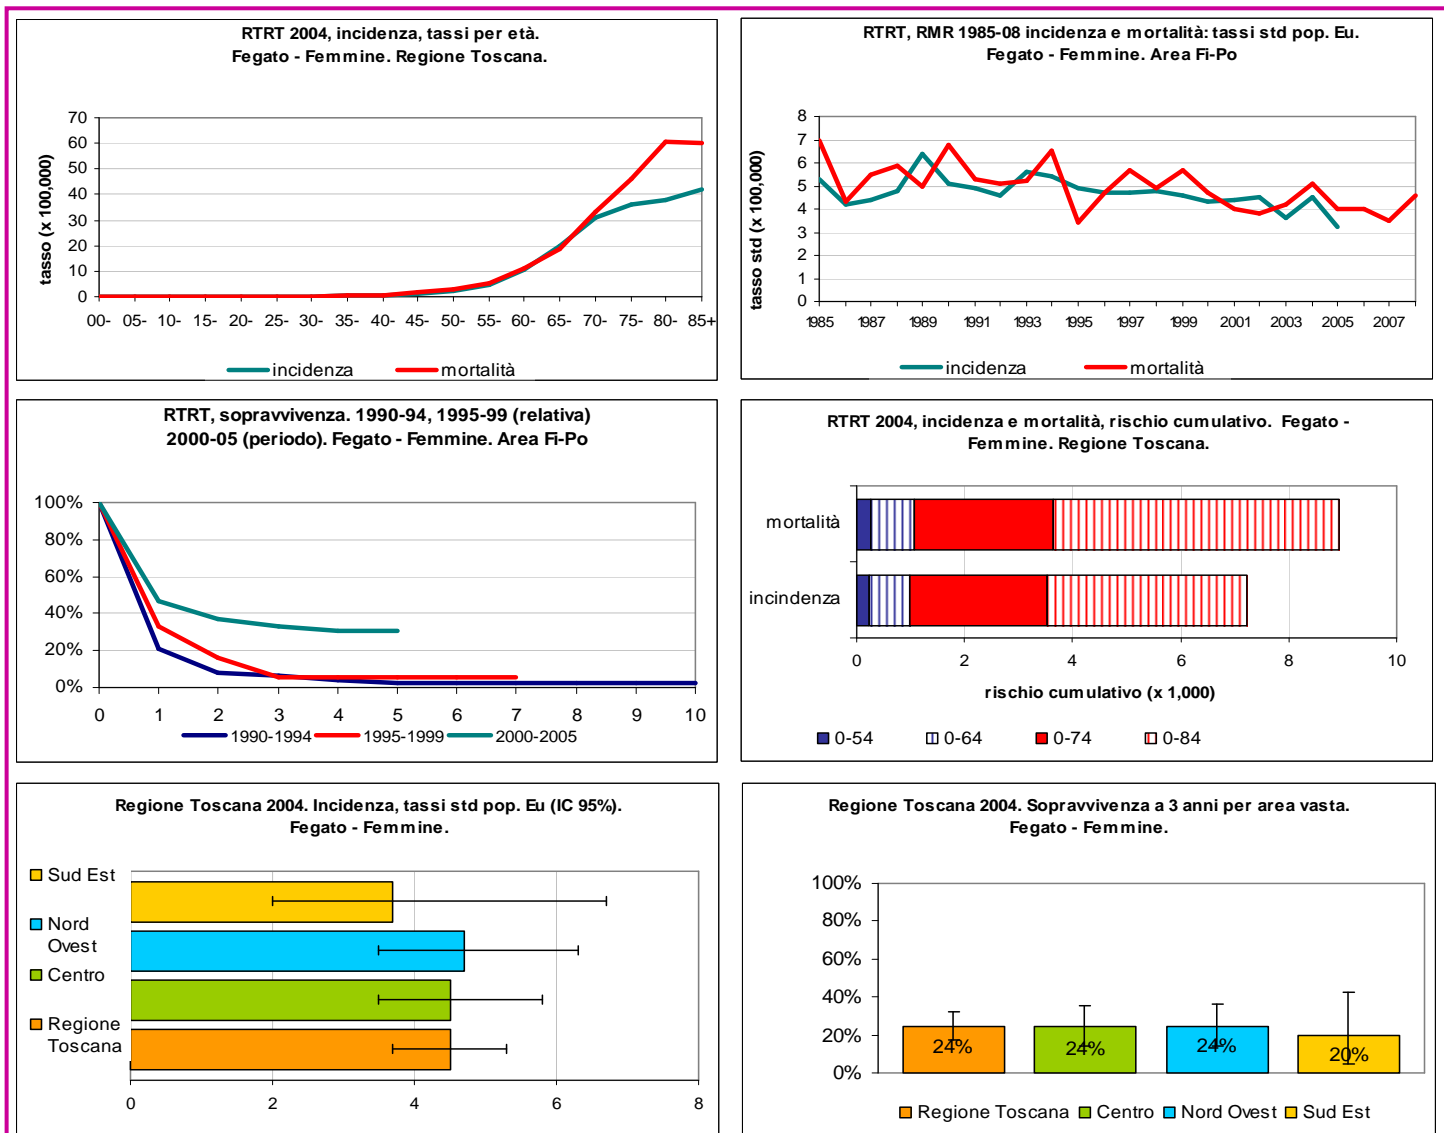 RTRT 2004, incidenza, tassi per età.
Fegato - Femmine. Regione Toscana.
tasso (x 100,000)
70
60
50
40
30
20
10
0
00- 05- 10- 15- 20- 25- 30- 35- 40- 45- 50- 55- 60- 65- 70- 75- 80- 85+
incidenza mortalità
RTRT, RMR 1985-08 incidenza e mortalità: tassi std pop. Eu.
Fegato - Femmine. Area Fi-Po
tasso std (x 100,000)
8
7
6
5
4
3
2
1
0
1985 1987 1989 1991 1993 1995 1997 1999 2001 2003 2005 2007
incidenza mortalità
RTRT, sopravvivenza. 1990-94, 1995-99 (relativa)
2000-05 (periodo). Fegato - Femmine. Area Fi-Po
100%
80%
60%
40%
20%
0%
0 1 2 3 4 5 6 7 8 9 10
1990-1994 1995-1999 2000-2005
RTRT 2004, incidenza e mortalità, rischio cumulativo. Fegato -
Femmine. Regione Toscana.
mortalità
incindenza
0 2 4 6 8 10
rischio cumulativo (x 1,000)
0-54 0-64 0-74 0-84
Regione Toscana 2004. Incidenza, tassi std pop. Eu (IC 95%).
Fegato - Femmine.
Sud Est
Nord
Ovest
Centro
Regione
Toscana
0 2 4 6 8
Regione Toscana 2004. Sopravvivenza a 3 anni per area vasta.
Fegato - Femmine.
100%
80%
60%
40%
20%
0%
24% 24% 24% 20%
Regione Toscana Centro Nord Ovest Sud Est